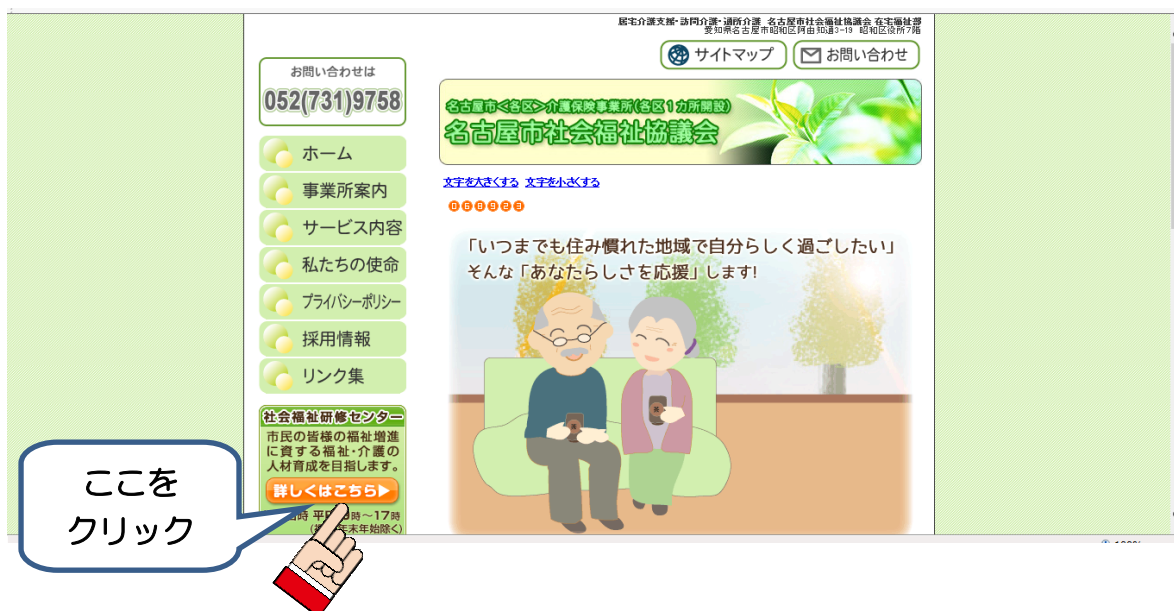 居宅介護支援・訪問介護・通所介護 名古屋市社会福祉協議会 在宅福祉部
愛知県名古屋市昭和区阿由知通3-19 昭和区役所7階
サイトマップ
お問い合わせ
お問い合わせは
052(731)9758
ホーム
事業所案内
サービス内容
私たちの使命
プライバシーポリシー
採用情報
リンク集
社会福祉研修センター
市民の皆様の福祉増進
に資する福祉・介護の
人材育成を目指します。
詳しくはこちら▶
時～17時
年末年始除く)
名古屋市<各区>介護保険事業所(各区1カ所開設)
名古屋市社会福祉協議会
文字を大きくする 文字を小さくする
「いつまでも住み慣れた地域で自分らしく過ごしたい」
そんな「あなたらしさを応援」します!
ここを
クリック